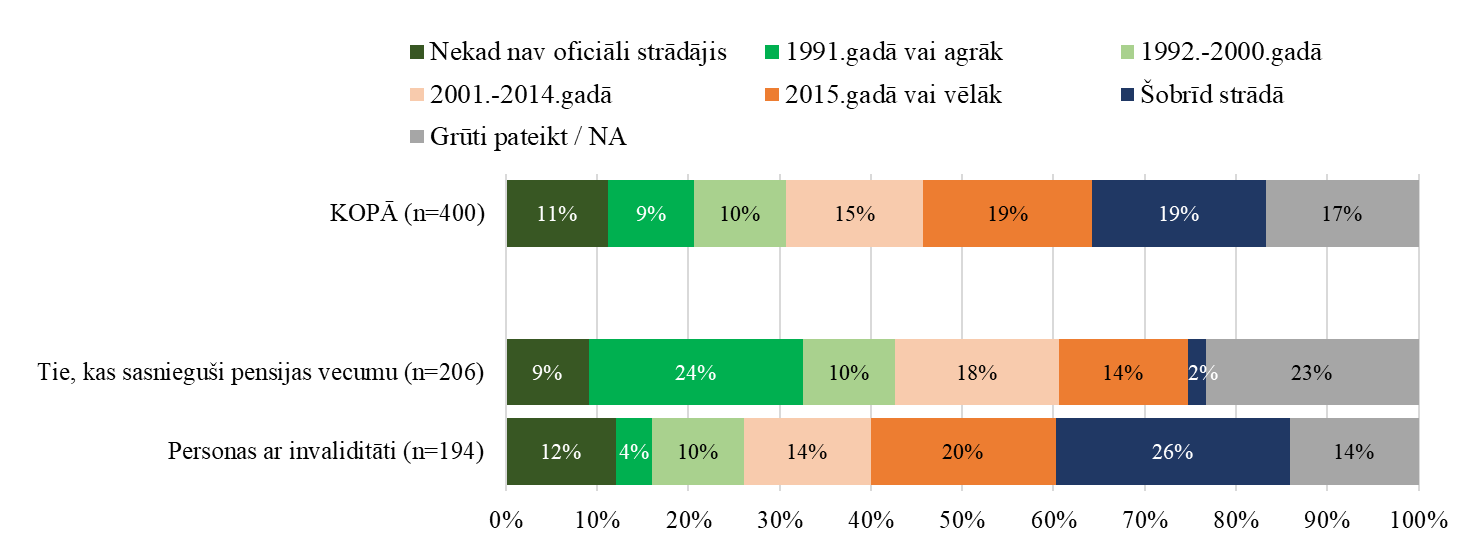 Nekad nav oficiāli strādājis 1991.gadā vai agrāk 1992.-2000.gadā
2001.-2014.gadā 2015.gadā vai vēlāk Šobrīd strādā
Grūti pateikt / NA
KOPĀ (n=400) 11% 9% 10% 15% 19% 19% 17%
Tie, kas sasnieguši pensijas vecumu (n=206) 9% 24% 10% 18% 14% 2% 23%
Personas ar invaliditāti (n=194) 12% 4% 10% 14% 20% 26% 14%
0% 10% 20% 30% 40% 50% 60% 70% 80% 90% 100%